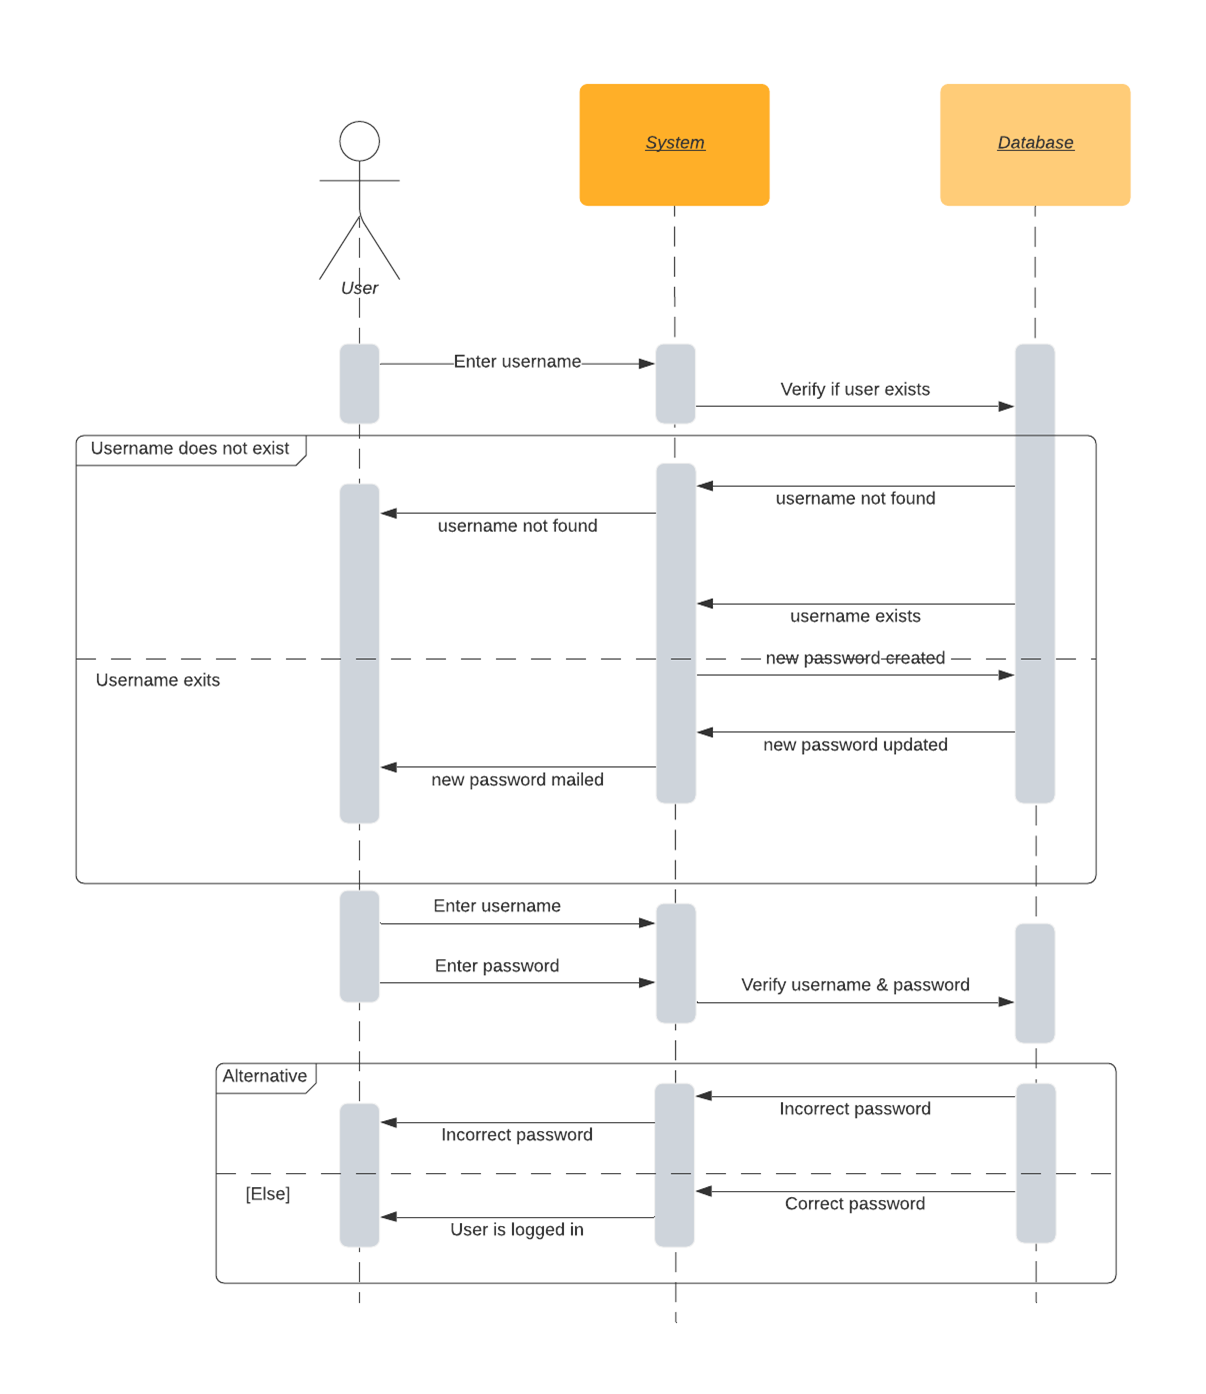 System
Database
User
Enter username
Verify if user exists
Username does not exist
username not found
username not found
username exists
new password created
Username exits
new password updated
new password mailed
Enter username
Enter password
Verify username & password
Alternative
Incorrect password
Incorrect password
[Else]
Correct password
User is logged in